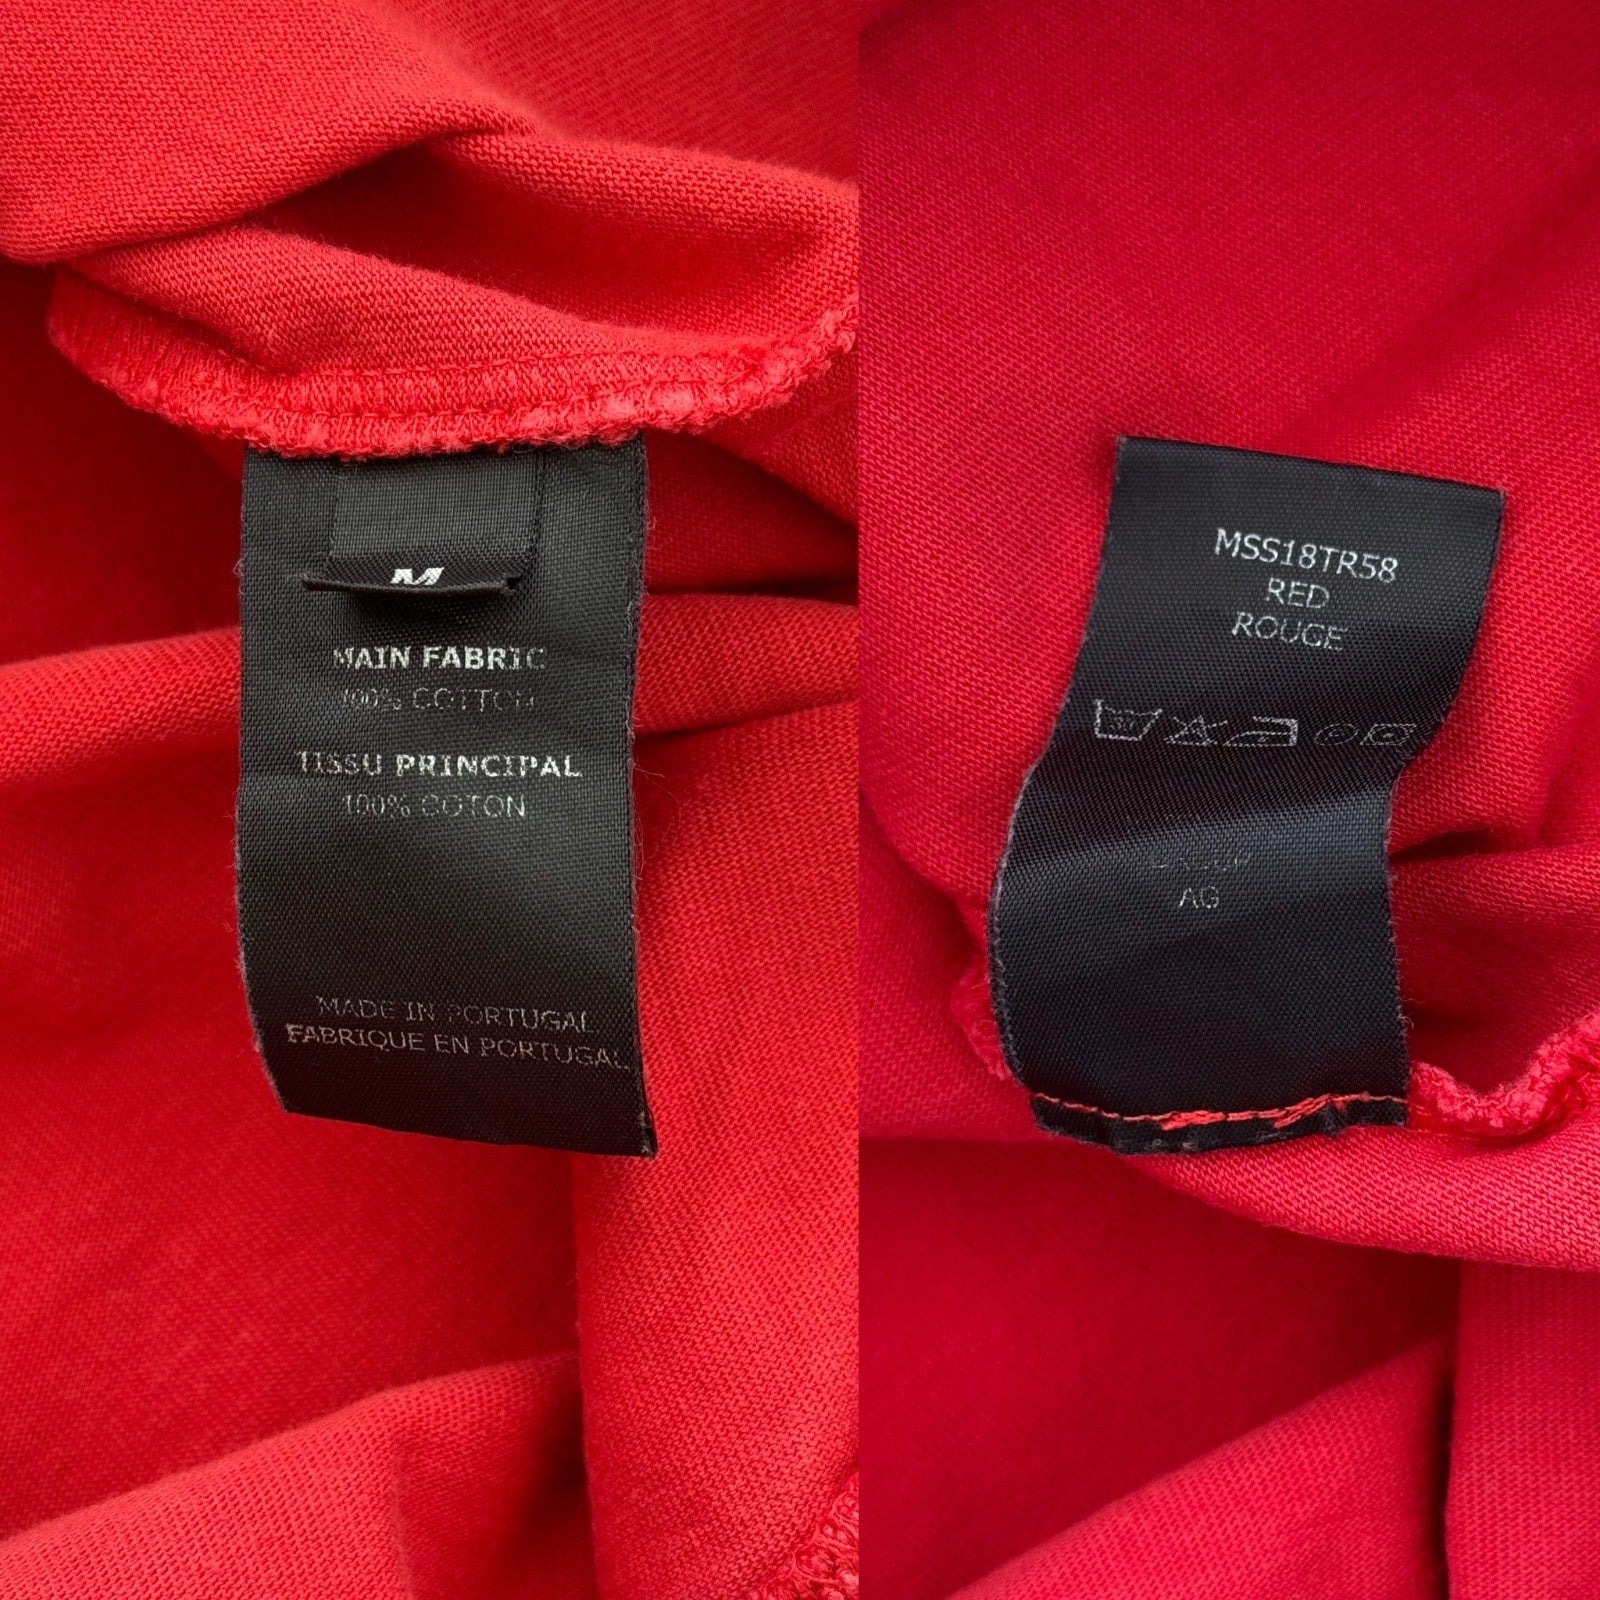 M
MAIN FABRIC
100% COTTON
TISSU PRINCIPAL
100% COTON
MADE IN PORTUGAL
FABRIQUE EN PORTUGAL
MSS18TR58
RED
ROUGE
AG